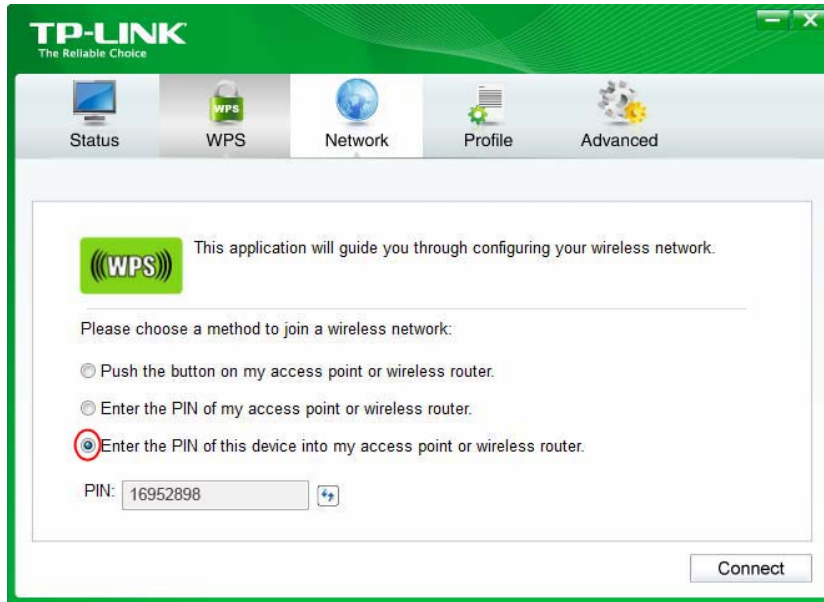 TP-LINK
The Reliable Choice
Status WPS Network Profile Advanced
WPS
(((WPS)))
This application will guide you through configuring your wireless network.
Please choose a method to join a wireless network:
Push the button on my access point or wireless router.
Enter the PIN of my access point or wireless router.
Enter the PIN of this device into my access point or wireless router.
PIN: 16952898
Connect